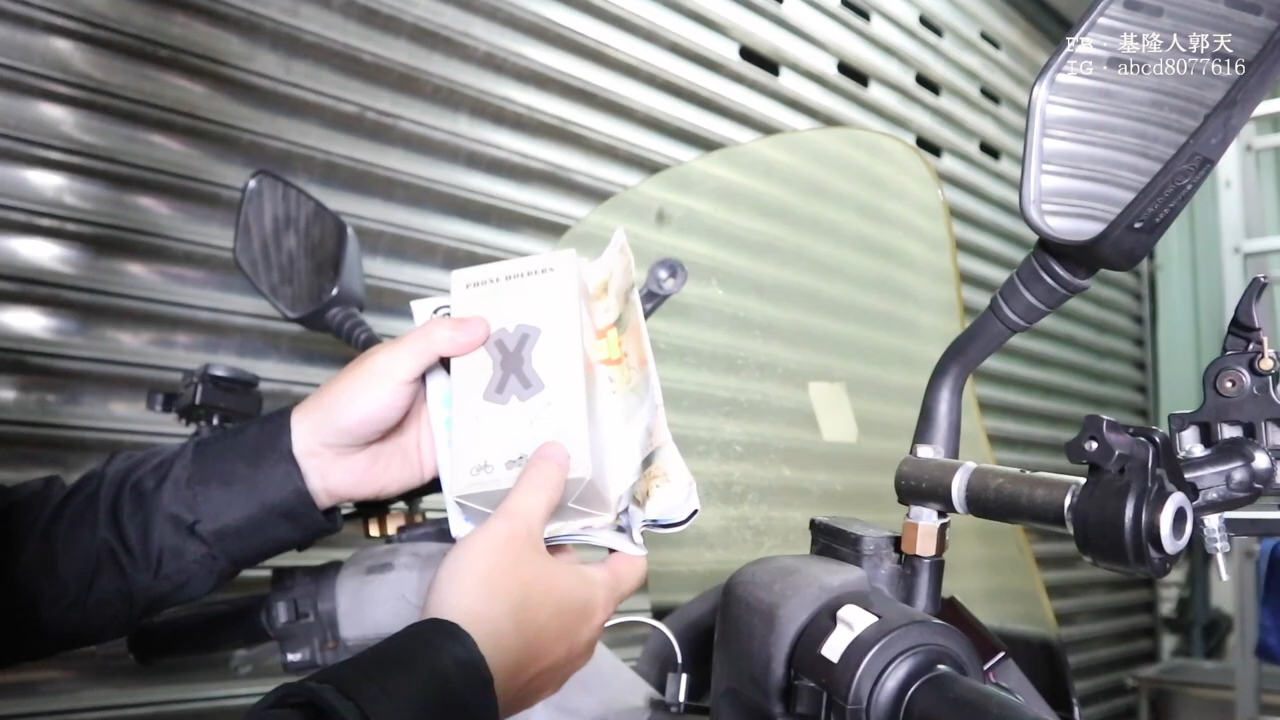 FB · 基隆人郭天
IG · abcd8077616
PHONE HOLDERS
X